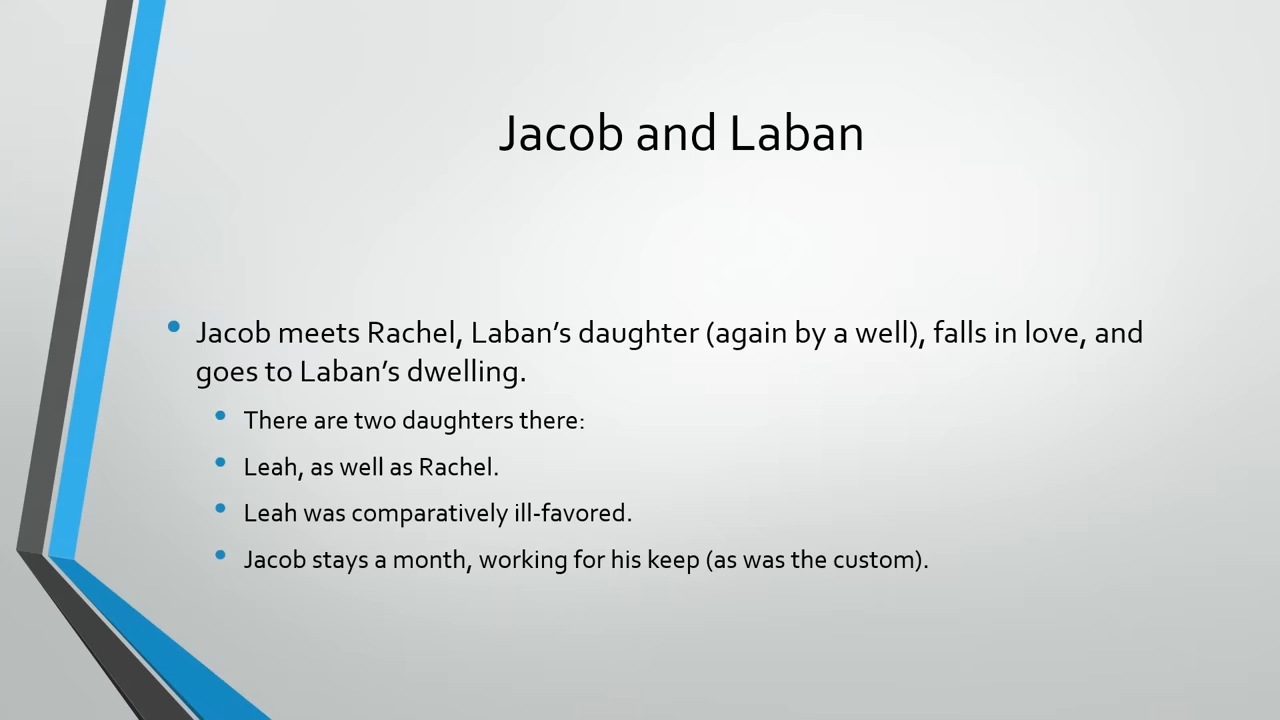 Jacob and Laban
Jacob meets Rachel, Laban’s daughter (again by a well), falls in love, and
goes to Laban’s dwelling.
There are two daughters there:
Leah, as well as Rachel.
Leah was comparatively ill-favored.
Jacob stays a month, working for his keep (as was the custom).